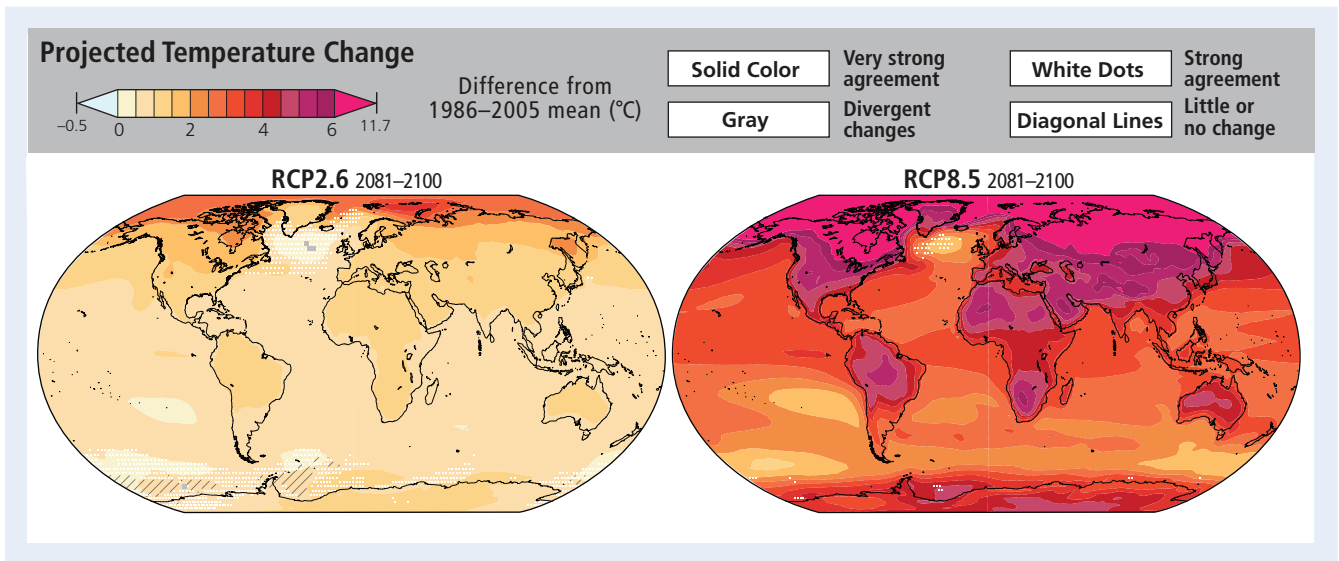 Projected Temperature Change
−0.5 0 2 4 6 11.7
Difference from
1986–2005 mean (°C)
Solid Color
Very strong
agreement
White Dots
Strong
agreement
Gray
Divergent
changes
Diagonal Lines
Little or
no change
RCP2.6 2081–2100
RCP8.5 2081–2100